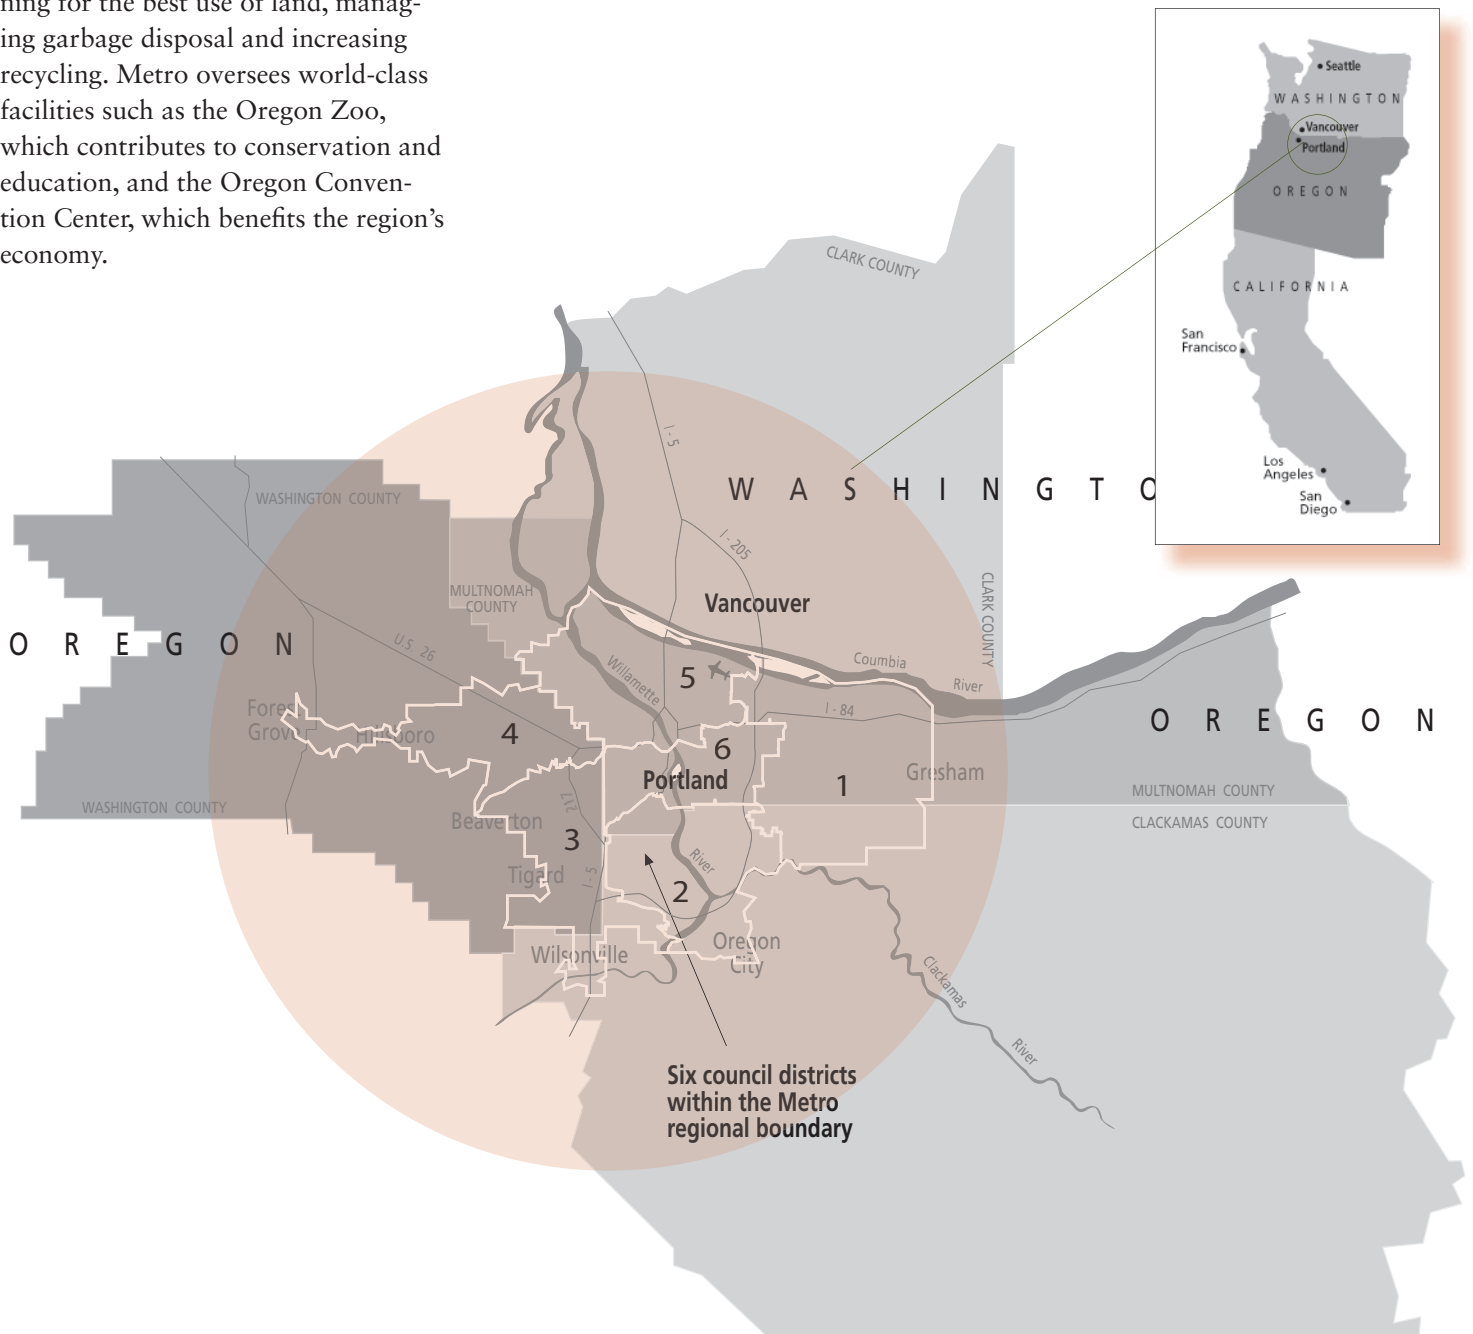 ning for the best use of land, manag-
ing garbage disposal and increasing
recycling. Metro oversees world-class
facilities such as the Oregon Zoo,
which contributes to conservation and
education, and the Oregon Conven-
tion Center, which benefits the region's
economy.
Seattle
WASHINGTON
Vancouver
Portland
OREGON
CALIFORNIA
San
Francisco
Los
Angeles
San
Diego
CLARK COUNTY
I - 5
WASHINGTO
I - 205
WASHINGTON COUNTY
MULTNOMAH
COUNTY
Vancouver
CLARK COUNTY
OREGON
U.S. 26
Willamette
5
Coumbia
River
I - 84
Forest
Grove
Hillsboro
4
6
OREGON
Portland
1
Gresham
MULTNOMAH COUNTY
CLACKAMAS COUNTY
WASHINGTON COUNTY
217
Beaverton
3
Tigard
I - 5
River
2
Wilsonville
Oregon
City
Clackamas
River
Six council districts
within the Metro
regional boundary